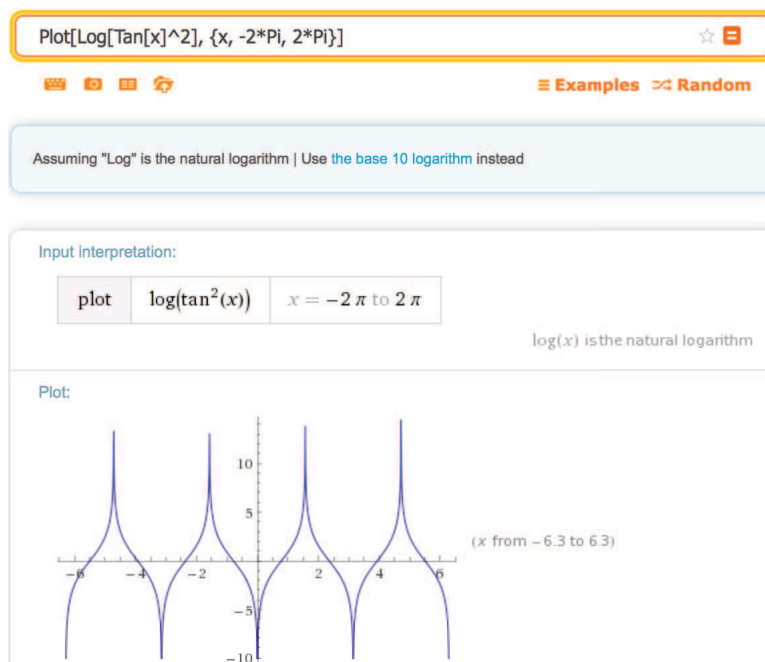 Plot[Log[Tan[x]^2], {x, -2*Pi, 2*Pi}]
Examples Random
Assuming "Log" is the natural logarithm | Use the base 10 logarithm instead
Input interpretation:
plot log(tan²(x)) x = −2 π to 2 π
log(x) is the natural logarithm
Plot:
10
5
(x from −6.3 to 6.3)
−6 −4 −2 2 4 6
−5
−10